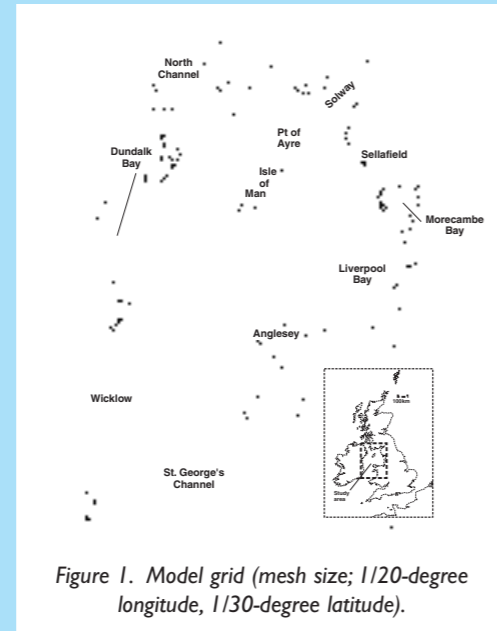 North
Channel
Solway
Pt of
Ayre
Dundalk
Bay
Sellafield
Isle
of
Man
Morecambe
Bay
Liverpool
Bay
Anglesey
Wicklow
100km
St. George's
Channel
Study
area
Figure 1. Model grid (mesh size; 1/20-degree
longitude, 1/30-degree latitude).